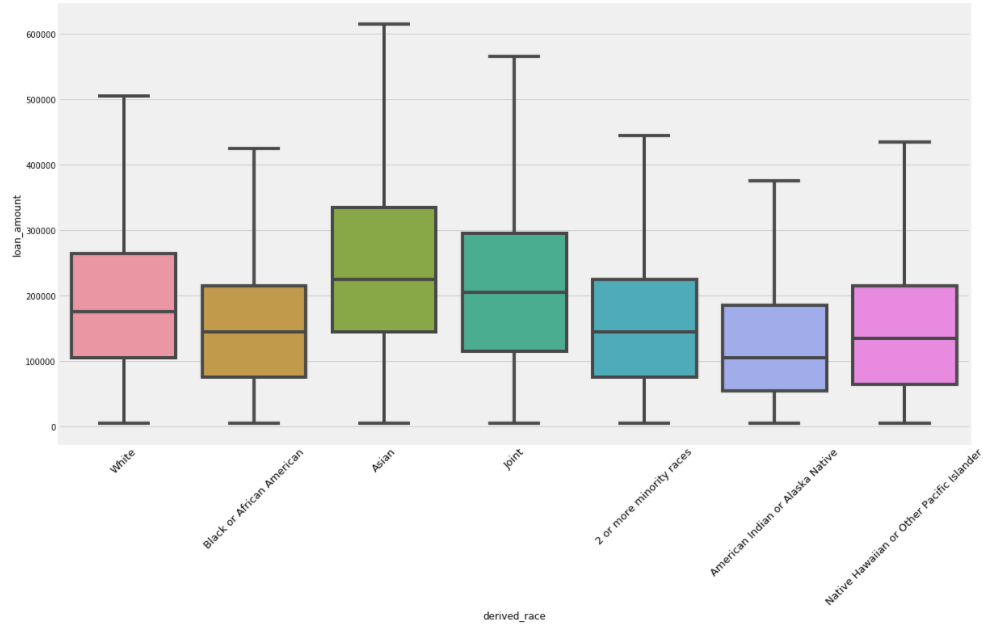 600000
500000
400000
300000
200000
100000
0
loan_amount
White
Black or African American
Asian
Joint
2 or more minority races
American Indian or Alaska Native
Native Hawaiian or Other Pacific Islander
derived_race